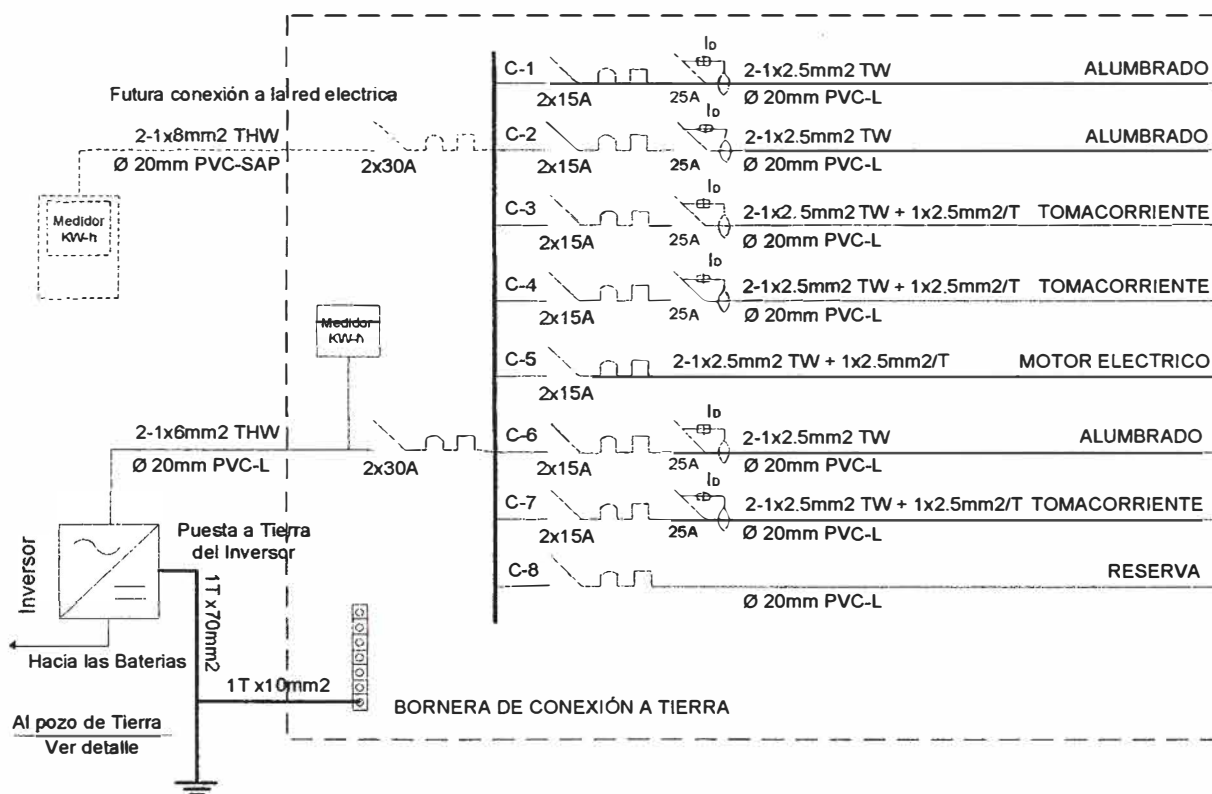 Futura conexión a la red electrica
2-1x8mm2 THW
Ø 20mm PVC-SAP
2x30A
Medidor
KW-h
Medidor
KW-h
2-1x6mm2 THW
Ø 20mm PVC-L
2x30A
Inversor
Puesta a Tierra
del Inversor
1T x70mm2
Hacia las Baterias
1T x10mm2
Al pozo de Tierra
Ver detalle
BORNERA DE CONEXIÓN A TIERRA
C-1
2x15A
ID
25A
2-1x2.5mm2 TW
Ø 20mm PVC-L
ALUMBRADO
C-2
2x15A
ID
25A
2-1x2.5mm2 TW
Ø 20mm PVC-L
ALUMBRADO
C-3
2x15A
ID
25A
2-1x2.5mm2 TW + 1x2.5mm2/T
Ø 20mm PVC-L
TOMACORRIENTE
C-4
2x15A
ID
25A
2-1x2.5mm2 TW + 1x2.5mm2/T
Ø 20mm PVC-L
TOMACORRIENTE
C-5
2x15A
2-1x2.5mm2 TW + 1x2.5mm2/T
MOTOR ELECTRICO
C-6
2x15A
ID
25A
2-1x2.5mm2 TW
Ø 20mm PVC-L
ALUMBRADO
C-7
2x15A
ID
25A
2-1x2.5mm2 TW + 1x2.5mm2/T
Ø 20mm PVC-L
TOMACORRIENTE
C-8
Ø 20mm PVC-L
RESERVA